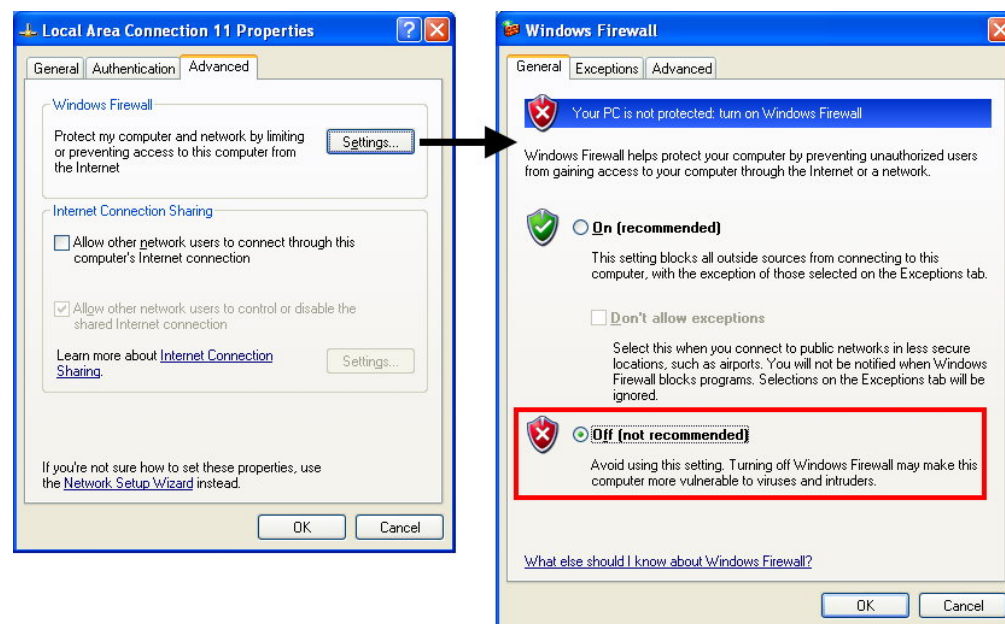 Local Area Connection 11 Properties
General Authentication Advanced
Windows Firewall
Protect my computer and network by limiting
or preventing access to this computer from
the Internet
Settings...
Internet Connection Sharing
Allow other network users to connect through this
computer's Internet connection
Allow other network users to control or disable the
shared Internet connection
Learn more about Internet Connection
Sharing.
Settings...
If you're not sure how to set these properties, use
the Network Setup Wizard instead.
OK Cancel
Windows Firewall
General Exceptions Advanced
Your PC is not protected: turn on Windows Firewall
Windows Firewall helps protect your computer by preventing unauthorized users
from gaining access to your computer through the Internet or a network.
On (recommended)
This setting blocks all outside sources from connecting to this
computer, with the exception of those selected on the Exceptions tab.
Don't allow exceptions
Select this when you connect to public networks in less secure
locations, such as airports. You will not be notified when Windows
Firewall blocks programs. Selections on the Exceptions tab will be
ignored.
Off (not recommended)
Avoid using this setting. Turning off Windows Firewall may make this
computer more vulnerable to viruses and intruders.
What else should I know about Windows Firewall?
OK Cancel